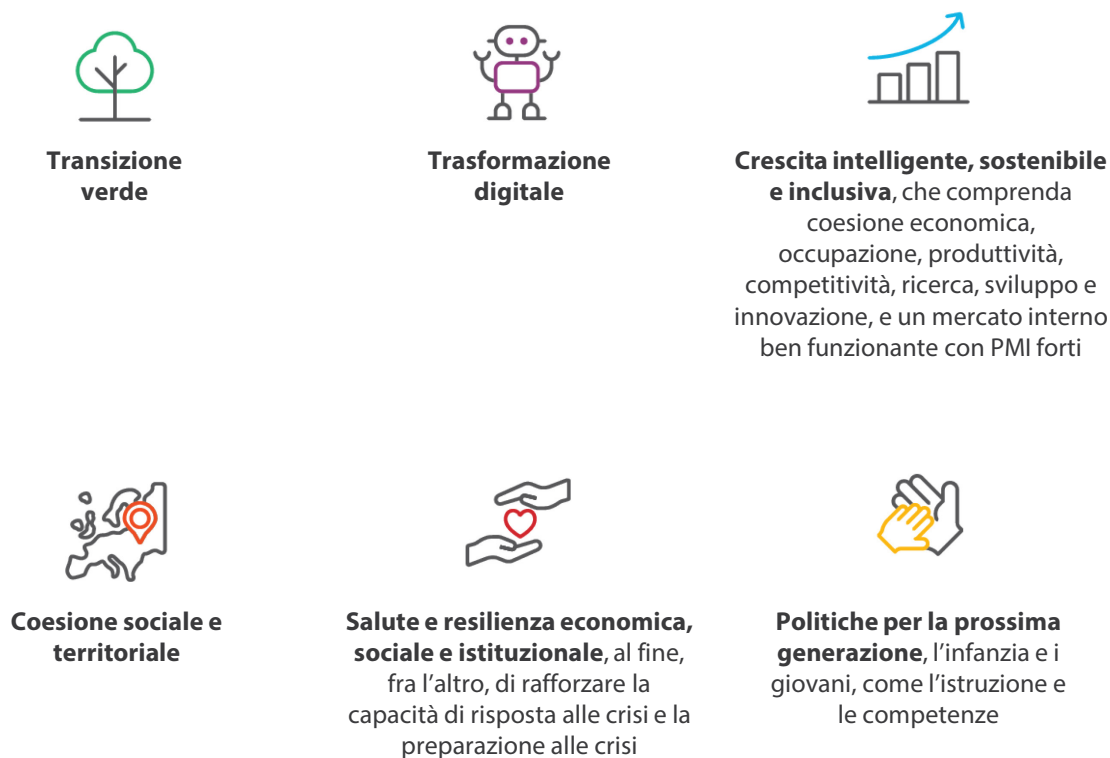 Transizione
verde
Trasformazione
digitale
Crescita intelligente, sostenibile
e inclusiva, che comprenda
coesione economica,
occupazione, produttività,
competitività, ricerca, sviluppo e
innovazione, e un mercato interno
ben funzionante con PMI forti
Coesione sociale e
territoriale
Salute e resilienza economica,
sociale e istituzionale, al fine,
fra l’altro, di rafforzare la
capacità di risposta alle crisi e la
preparazione alle crisi
Politiche per la prossima
generazione, l’infanzia e i
giovani, come l’istruzione e
le competenze